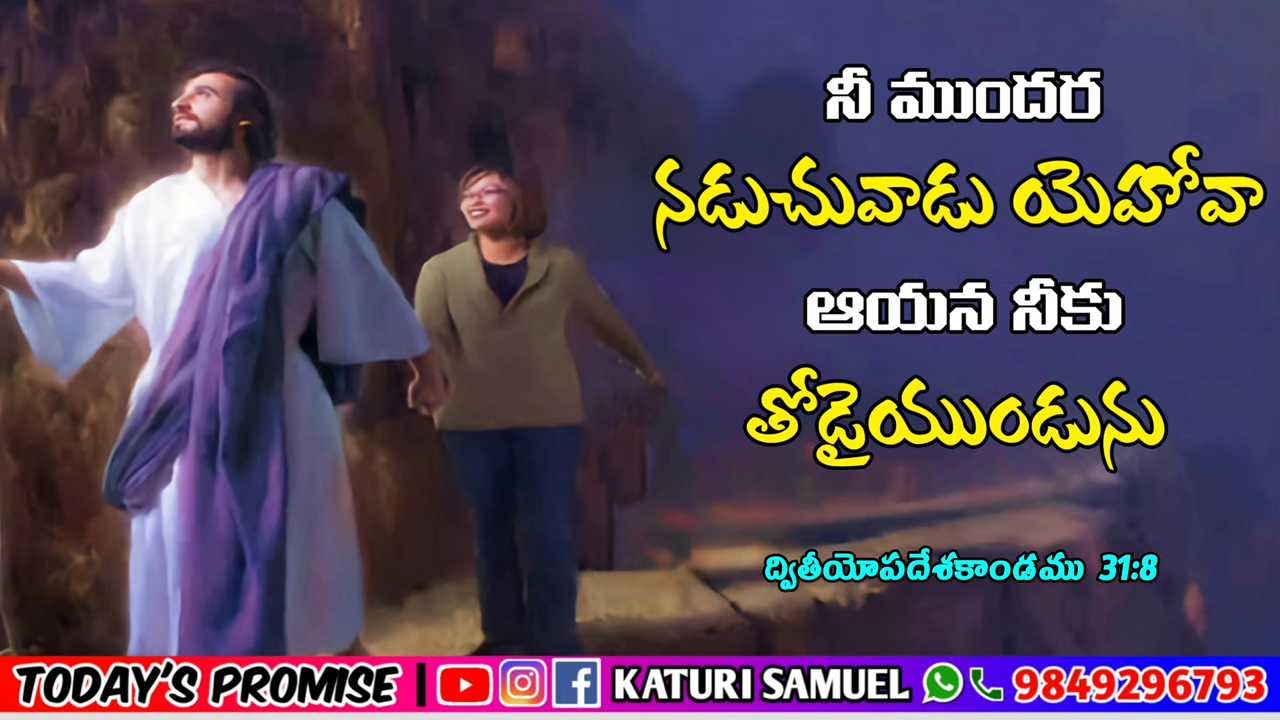 నీ ముందర
నడుచువాడు యెహోవా
ఆయన నీకు
తోడైయుండును
ద్వితీయోపదేశకాండము 31:8
TODAY'S PROMISE | KATURI SAMUEL 9849296793